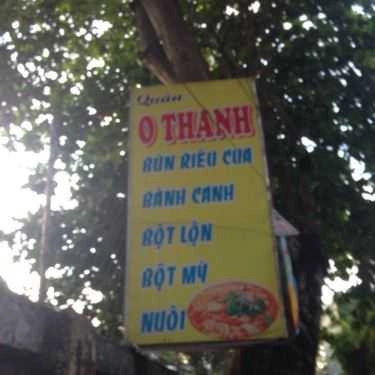 Quán
O THANH
BÚN RIÊU CUA
BÁNH CANH
BỘT LỘN
BỘT MỲ
NUÔI